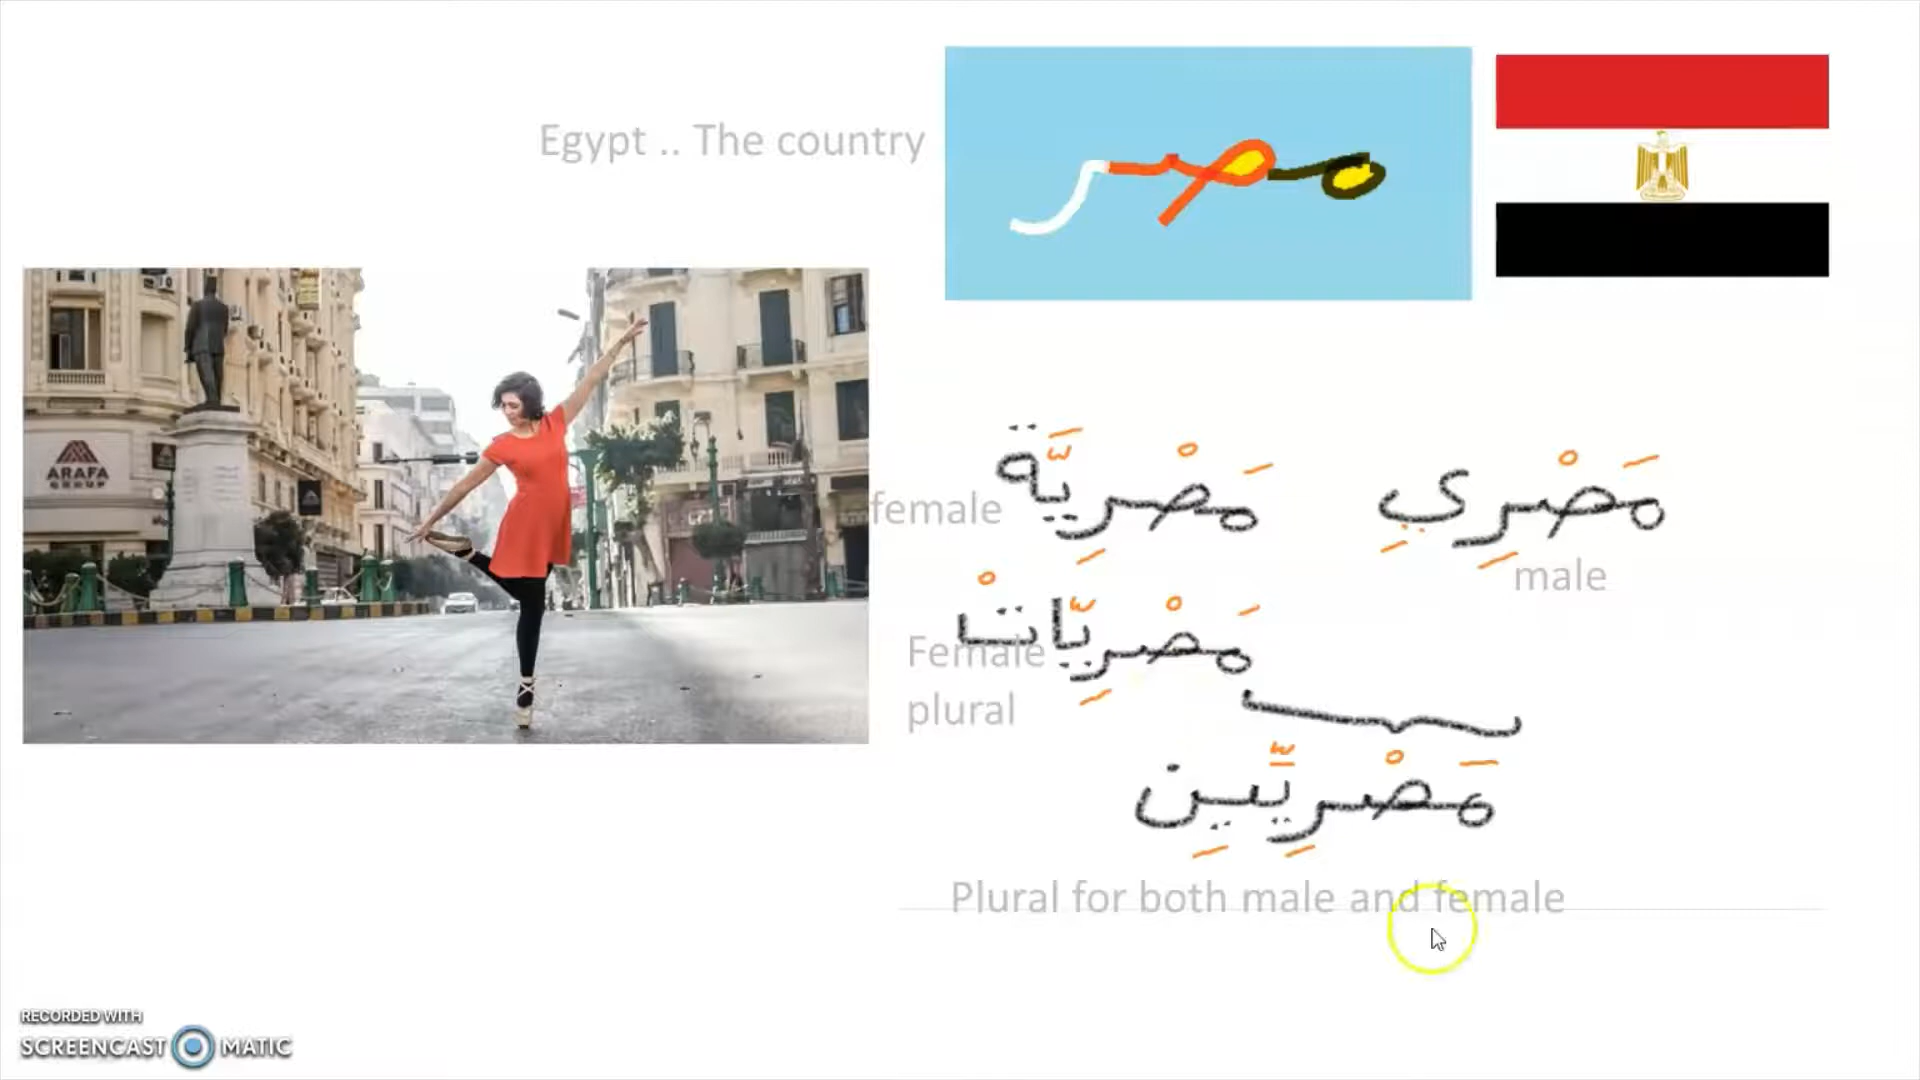 Egypt .. The country
مصر
ARAFA
GROUP
مَصْرِيَّة
female
مَصْرِيِ
male
مَصْرِيّاتْ
Female
plural
مَصْرِيِّيِن
Plural for both male and female
RECORDED WITH
SCREENCAST MATIC